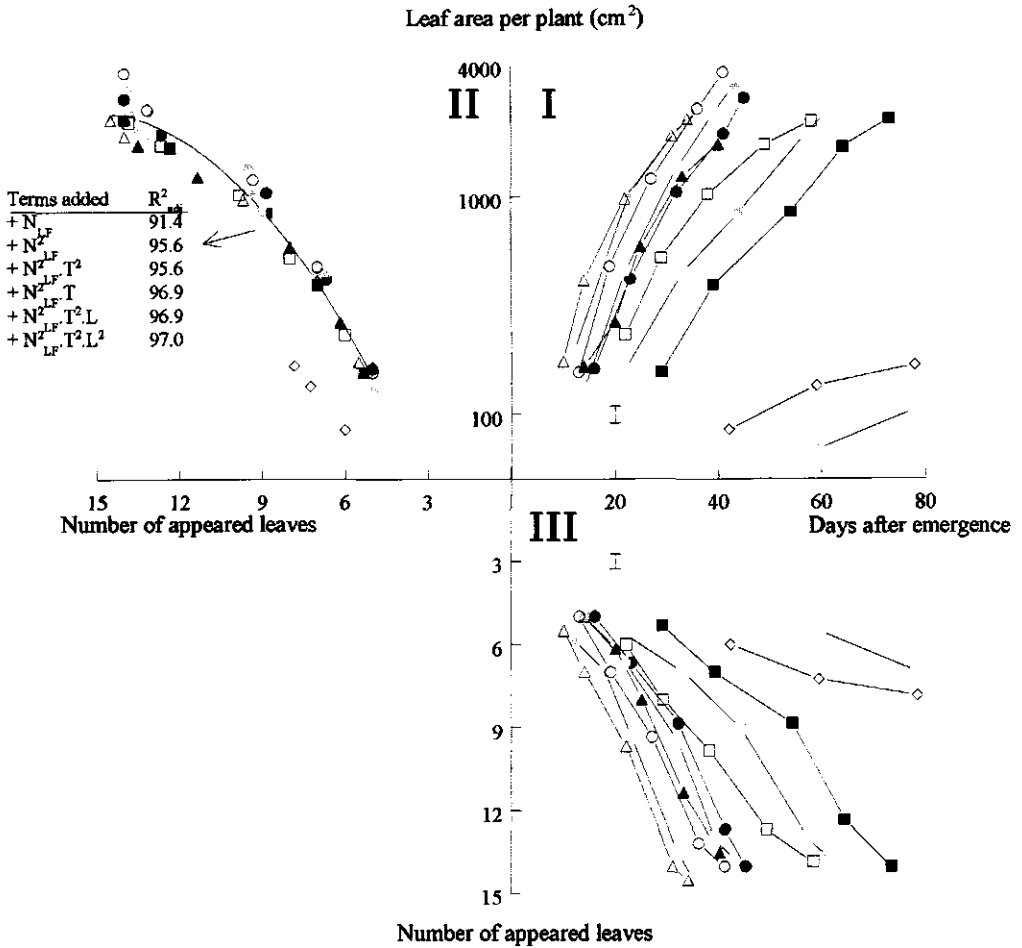 Leaf area per plant (cm²)
4000
II I
Terms added R²adj
+ N_LF 91.4
+ N²_LF 95.6
+ N²_LF.T² 95.6
+ N²_LF.T 96.9
+ N²_LF.T².L 96.9
+ N²_LF.T².L² 97.0
1000
100
15 12 9 6 3
20 40 60 80
Number of appeared leaves
Days after emergence
III
3
6
9
12
15
Number of appeared leaves